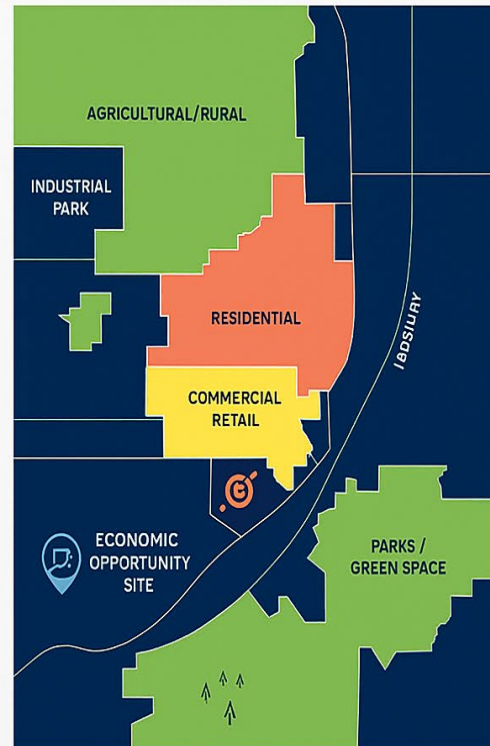 AGRICULTURAL/RURAL
INDUSTRIAL
PARK
RESIDENTIAL
COMMERCIAL
RETAIL
ECONOMIC
OPPORTUNITY
SITE
PARKS /
GREEN SPACE